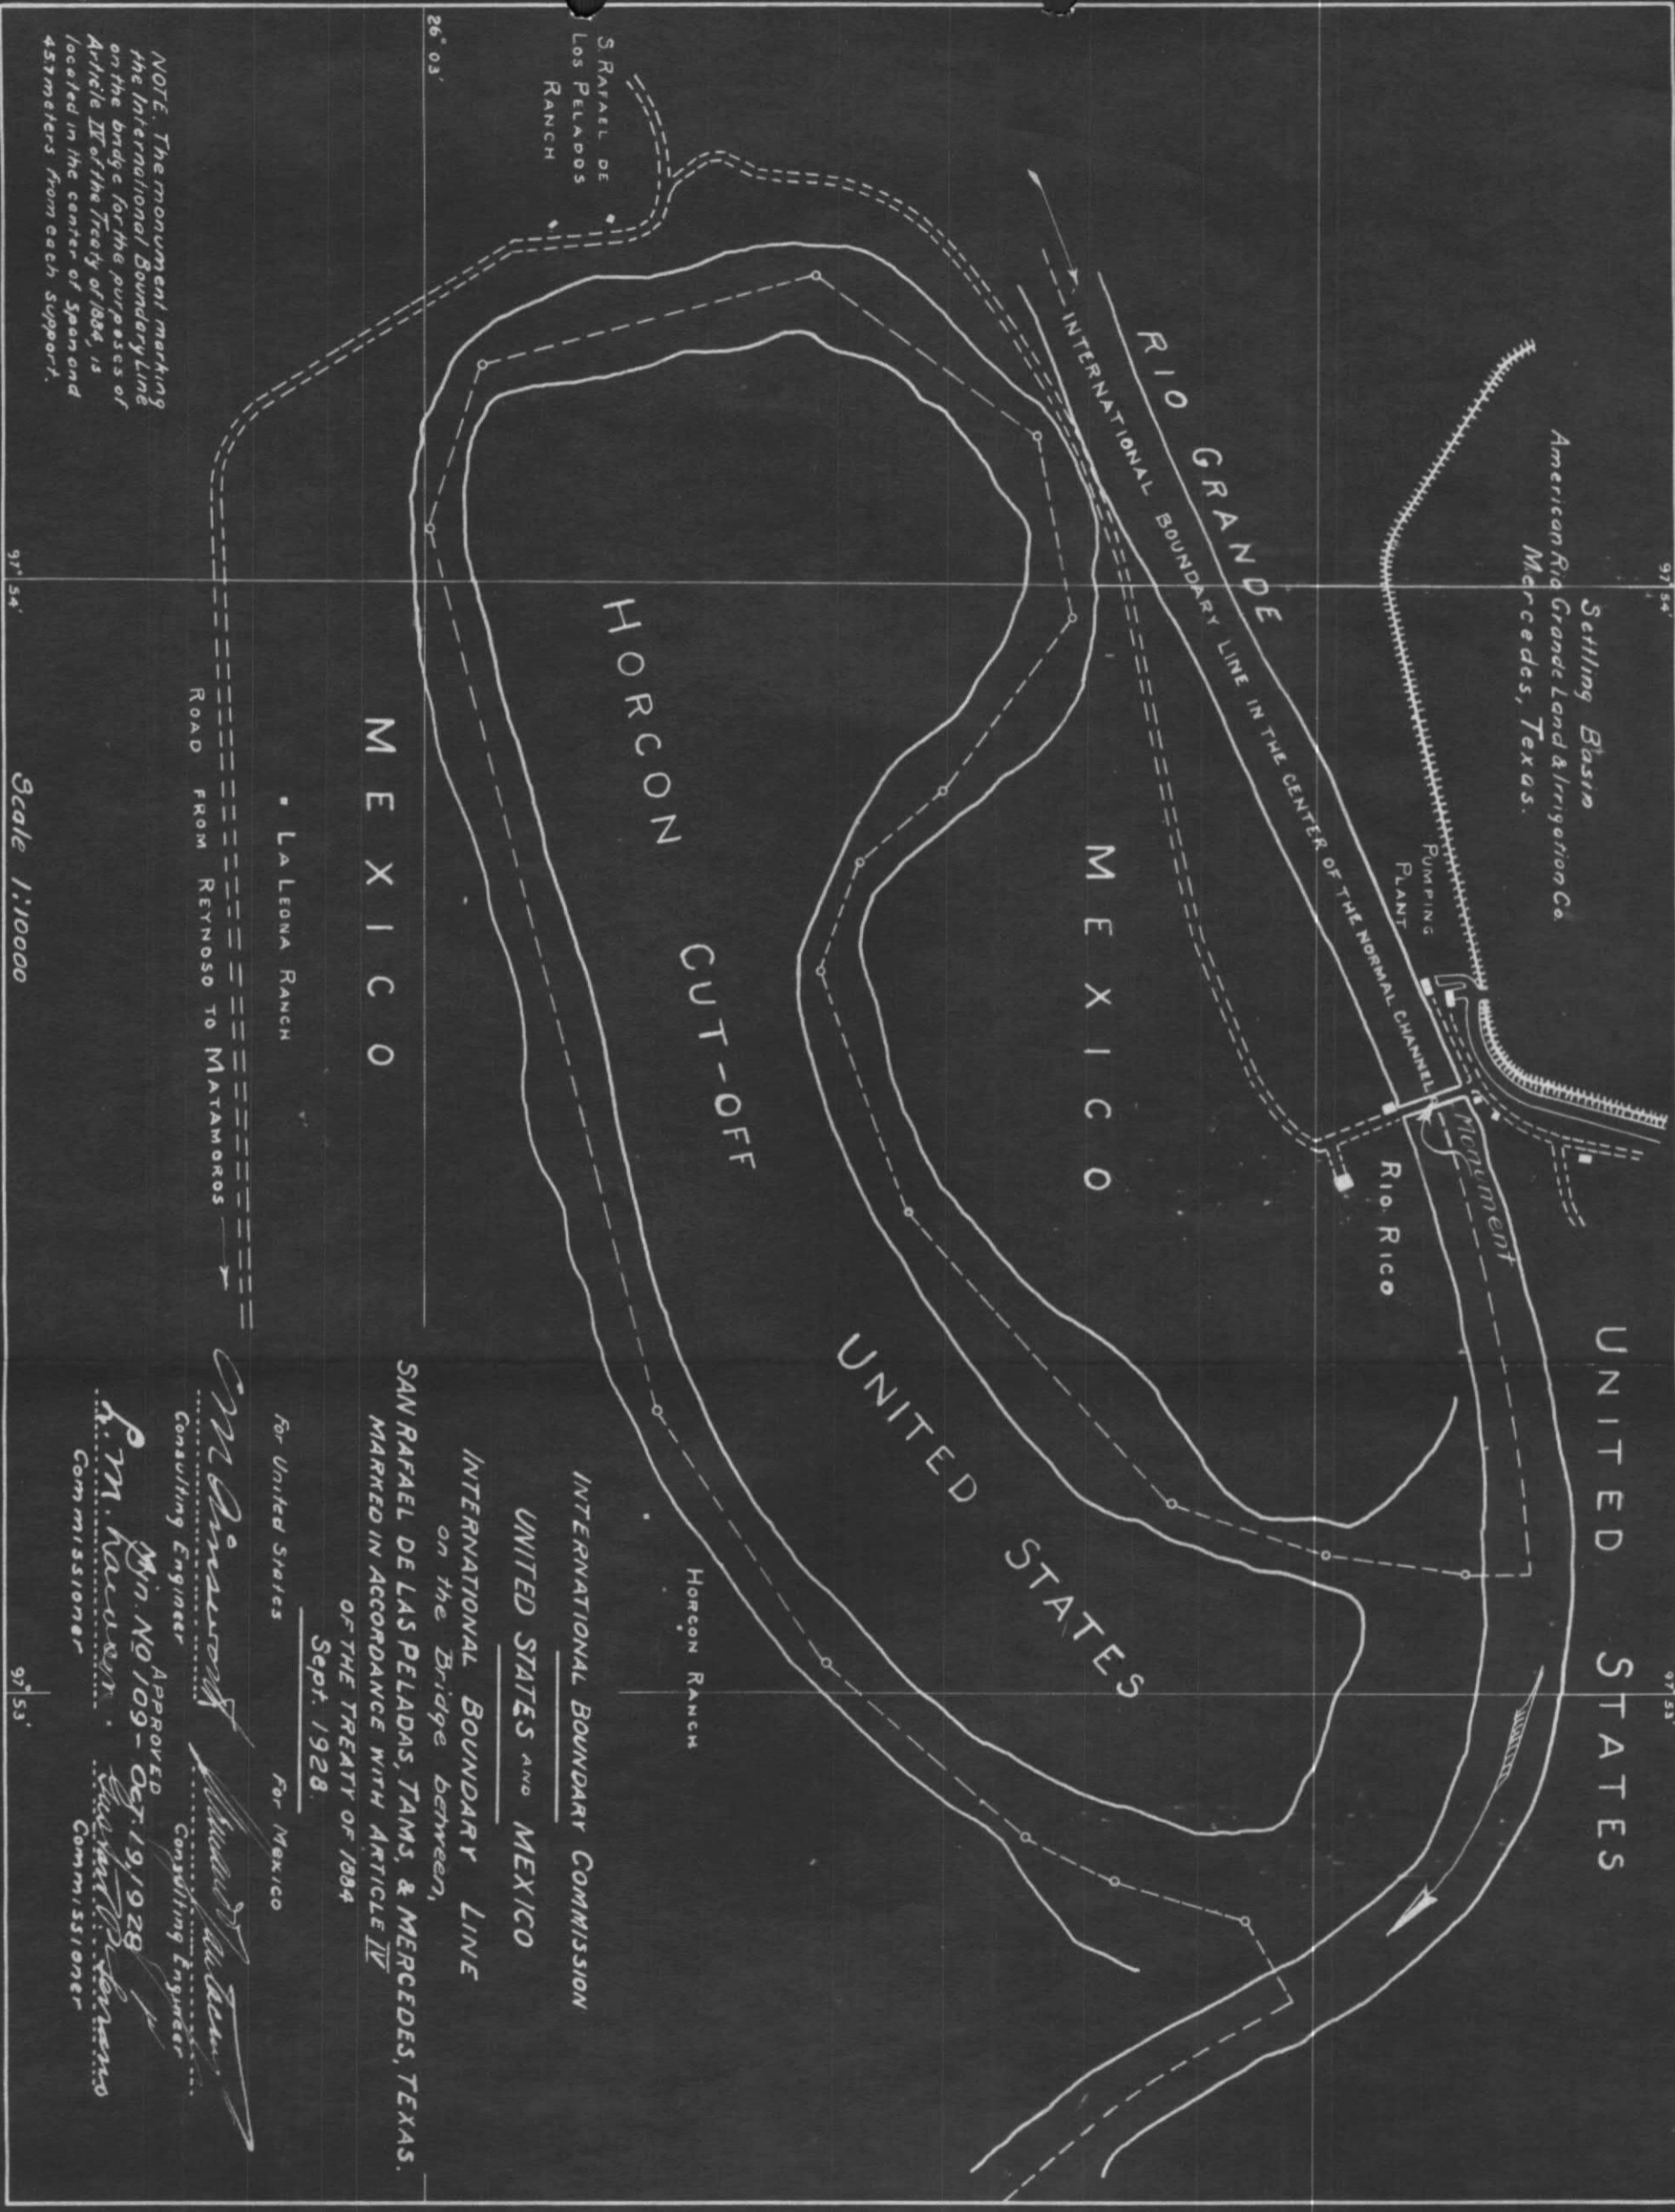 97° 54'
97° 53'
Settling Basin
American Rio Grande Land & Irrigation Co.
Mercedes, Texas.
UNITED STATES
PUMPING
PLANT
RIO GRANDE
INTERNATIONAL BOUNDARY LINE IN THE CENTER OF THE NORMAL CHANNEL
Monument
RIO RICO
MEXICO
S. RAFAEL DE
LOS PELADOS
RANCH
UNITED STATES
HORCON CUT-OFF
HORCON RANCH
26° 03'
MEXICO
LA LEONA RANCH
ROAD FROM REYNOSO TO MATAMOROS
INTERNATIONAL BOUNDARY COMMISSION
UNITED STATES AND MEXICO
INTERNATIONAL BOUNDARY LINE
on the Bridge between,
SAN RAFAEL DE LAS PELADAS, TAMS, & MERCEDES, TEXAS.
MARKED IN ACCORDANCE WITH ARTICLE IV
OF THE TREATY OF 1884
Sept. 1928.
For United States
For Mexico
Consulting Engineer
Consulting Engineer
APPROVED
Min. No 109 - Oct. 19, 1928
L. M. Lawson.
Commissioner
Commissioner
NOTE. The monument marking
the International Boundary Line
on the bridge for the purposes of
Article IV of the Treaty of 1884, is
located in the center of span and
45.7 meters from each support.
97° 54'
Scale 1:10000
97° 53'